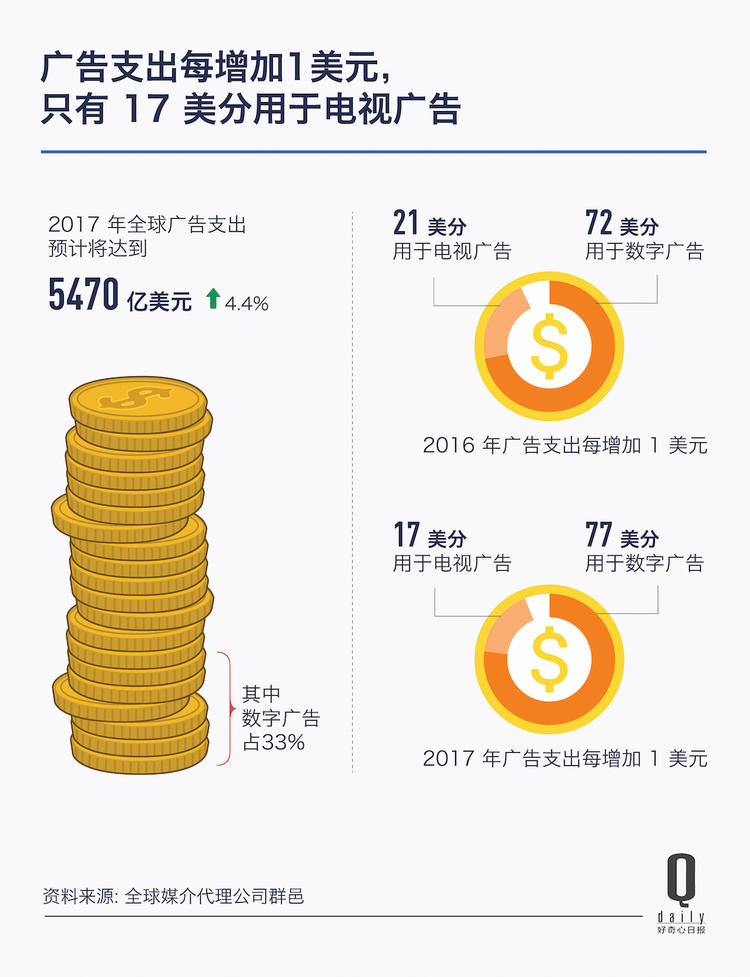 广告支出每增加1美元,
只有 17 美分用于电视广告
2017 年全球广告支出
预计将达到
5470 亿美元 4.4%
其中
数字广告
占33%
21 美分
用于电视广告
72 美分
用于数字广告
$
2016 年广告支出每增加 1 美元
17 美分
用于电视广告
77 美分
用于数字广告
$
2017 年广告支出每增加 1 美元
资料来源: 全球媒介代理公司群邑
Q
daily
好奇心日报